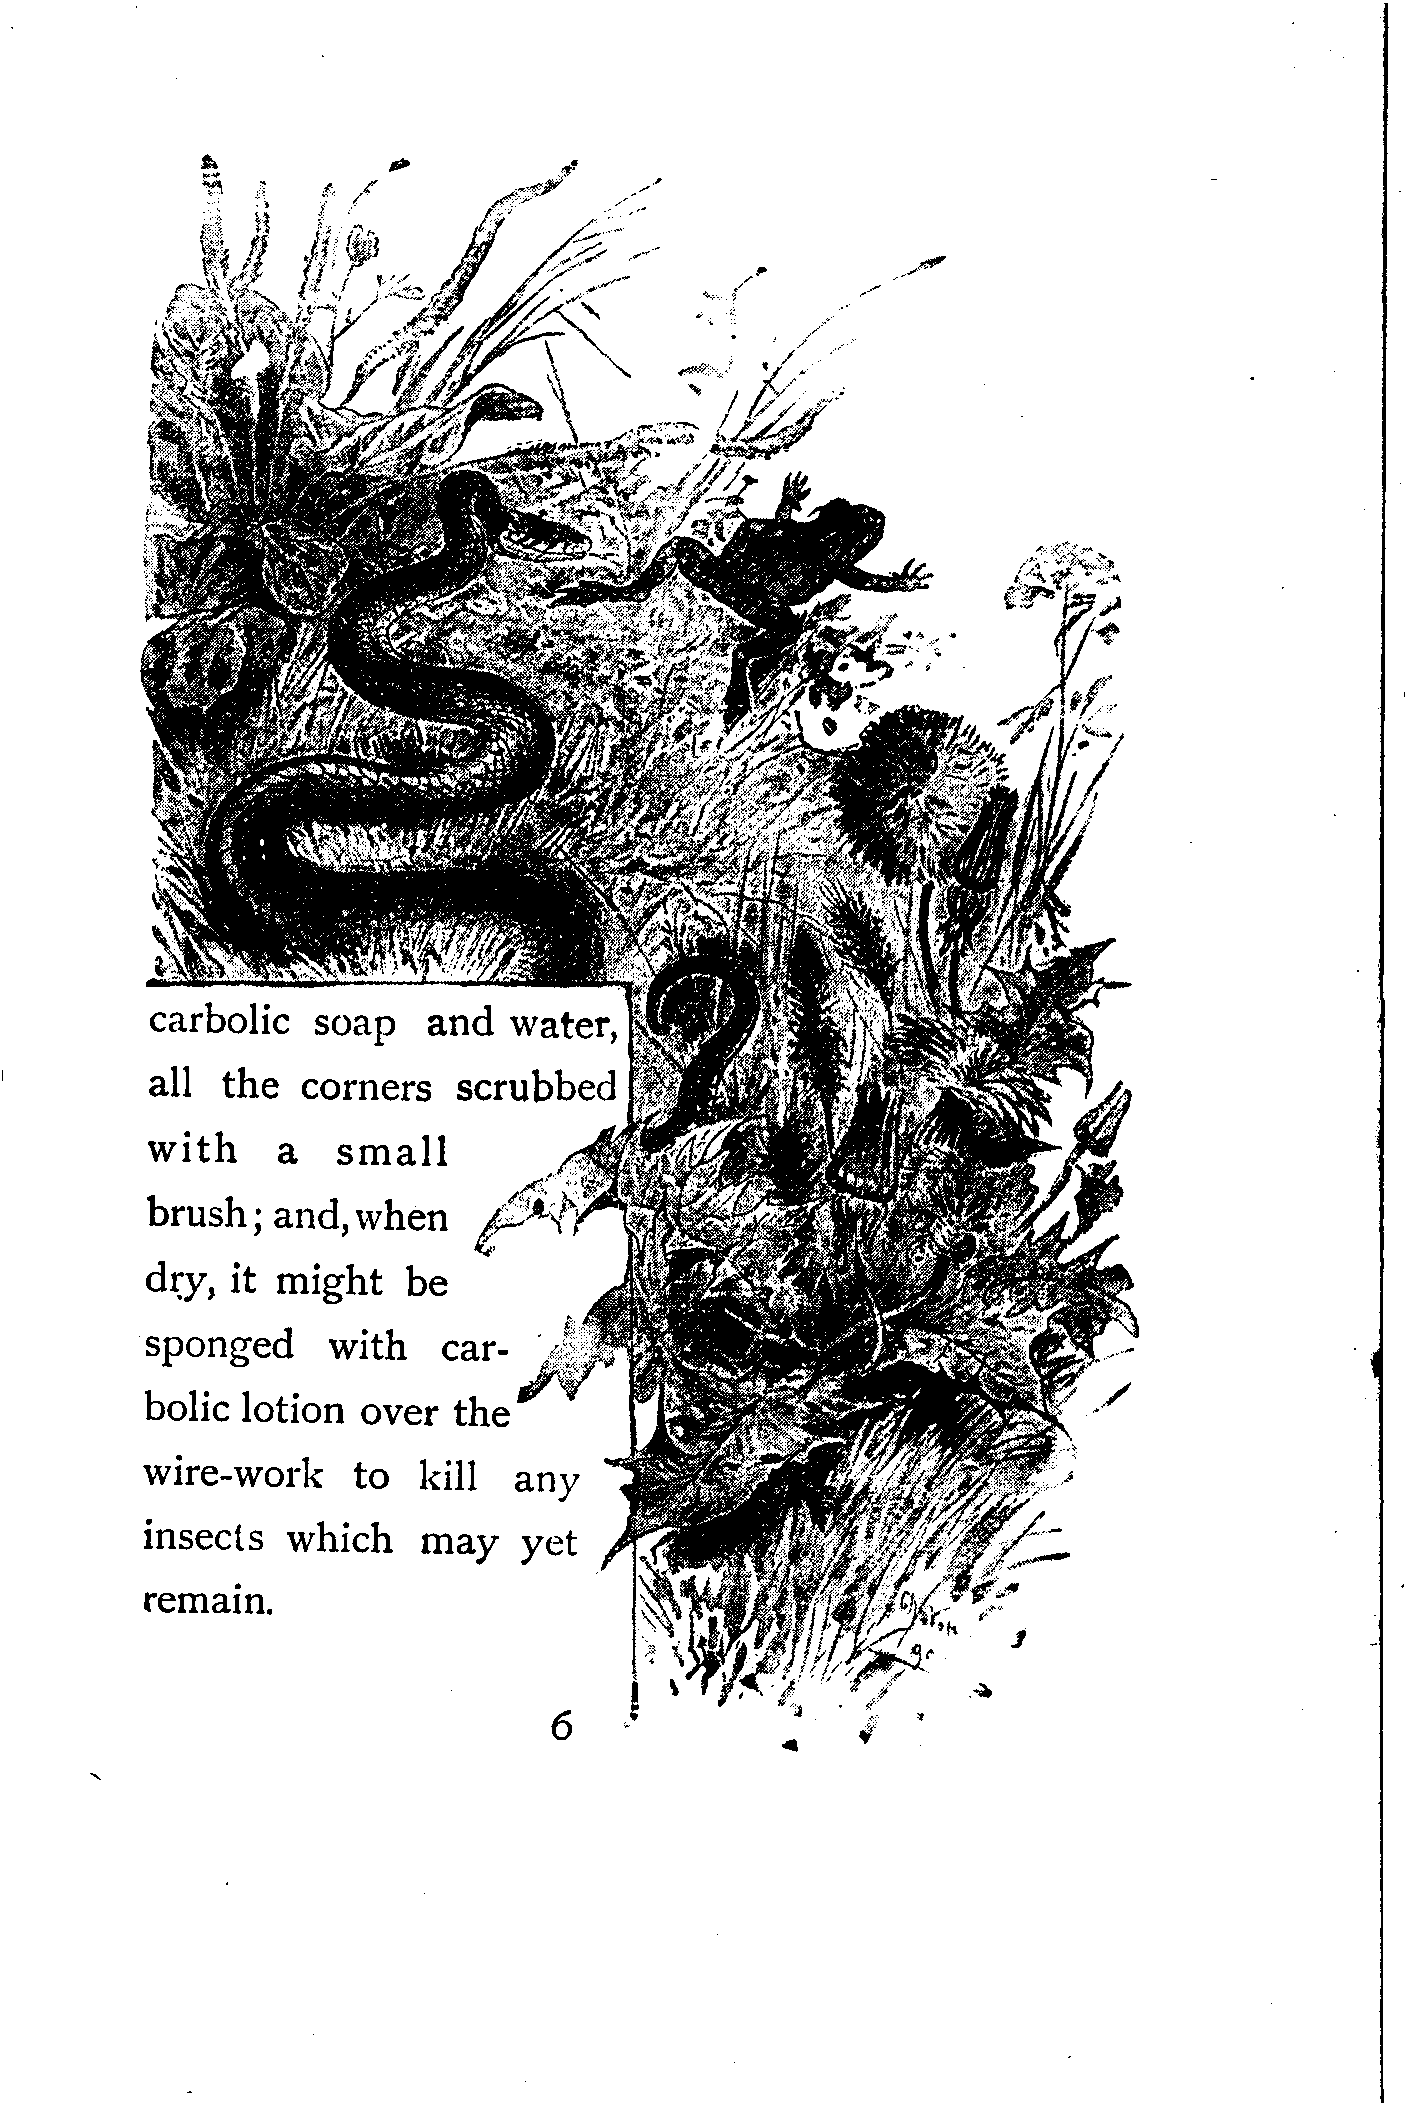 carbolic soap and water,
all the corners scrubbed
with a small
brush; and, when
dry, it might be
sponged with car-
bolic lotion over the
wire-work to kill any
insects which may yet
remain.
6